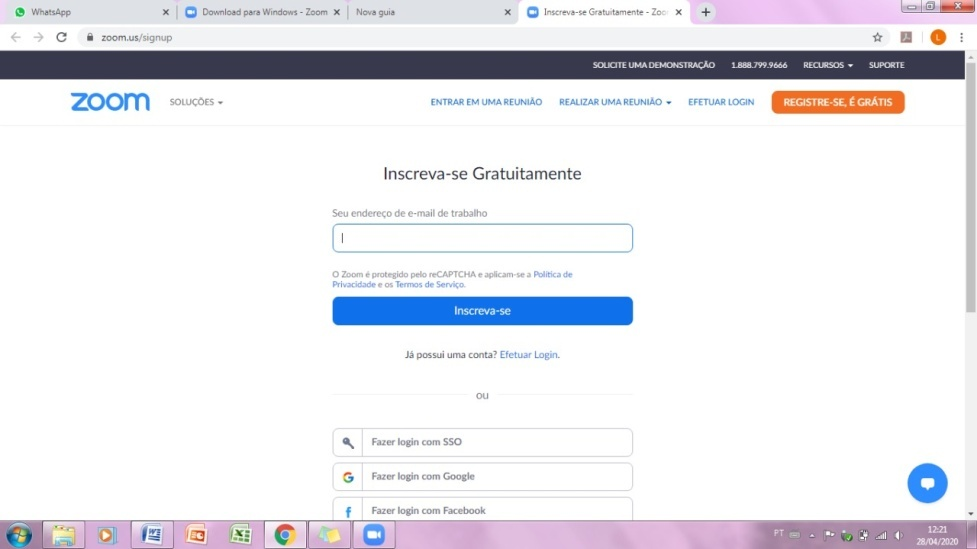 WhatsApp
Download para Windows - Zoom
Nova guia
Inscreva-se Gratuitamente - Zoo
zoom.us/signup
L
SOLICITE UMA DEMONSTRAÇÃO 1.888.799.9666 RECURSOS SUPORTE
zoom SOLUÇÕES ENTRAR EM UMA REUNIÃO REALIZAR UMA REUNIÃO EFETUAR LOGIN REGISTRE-SE, É GRÁTIS
Inscreva-se Gratuitamente
Seu endereço de e-mail de trabalho
O Zoom é protegido pelo reCAPTCHA e aplicam-se a Política de
Privacidade e os Termos de Serviço.
Inscreva-se
Já possui uma conta? Efetuar Login.
ou
Fazer login com SSO
Fazer login com Google
Fazer login com Facebook
PT 12:21
28/04/2020